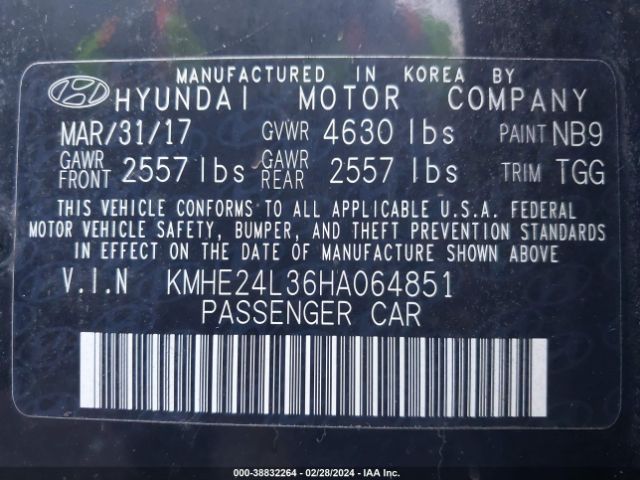 MANUFACTURED IN KOREA BY
HYUNDAI MOTOR COMPANY
MAR/31/17 GVWR 4630 lbs PAINT NB9
GAWR FRONT 2557 lbs GAWR REAR 2557 lbs TRIM TGG
THIS VEHICLE CONFORMS TO ALL APPLICABLE U.S.A. FEDERAL
MOTOR VEHICLE SAFETY, BUMPER, AND THEFT PREVENTION STANDARDS
IN EFFECT ON THE DATE OF MANUFACTURE SHOWN ABOVE.
V.I.N KMHE24L36HA064851
PASSENGER CAR
000-38832264 - 02/28/2024 - IAA Inc.